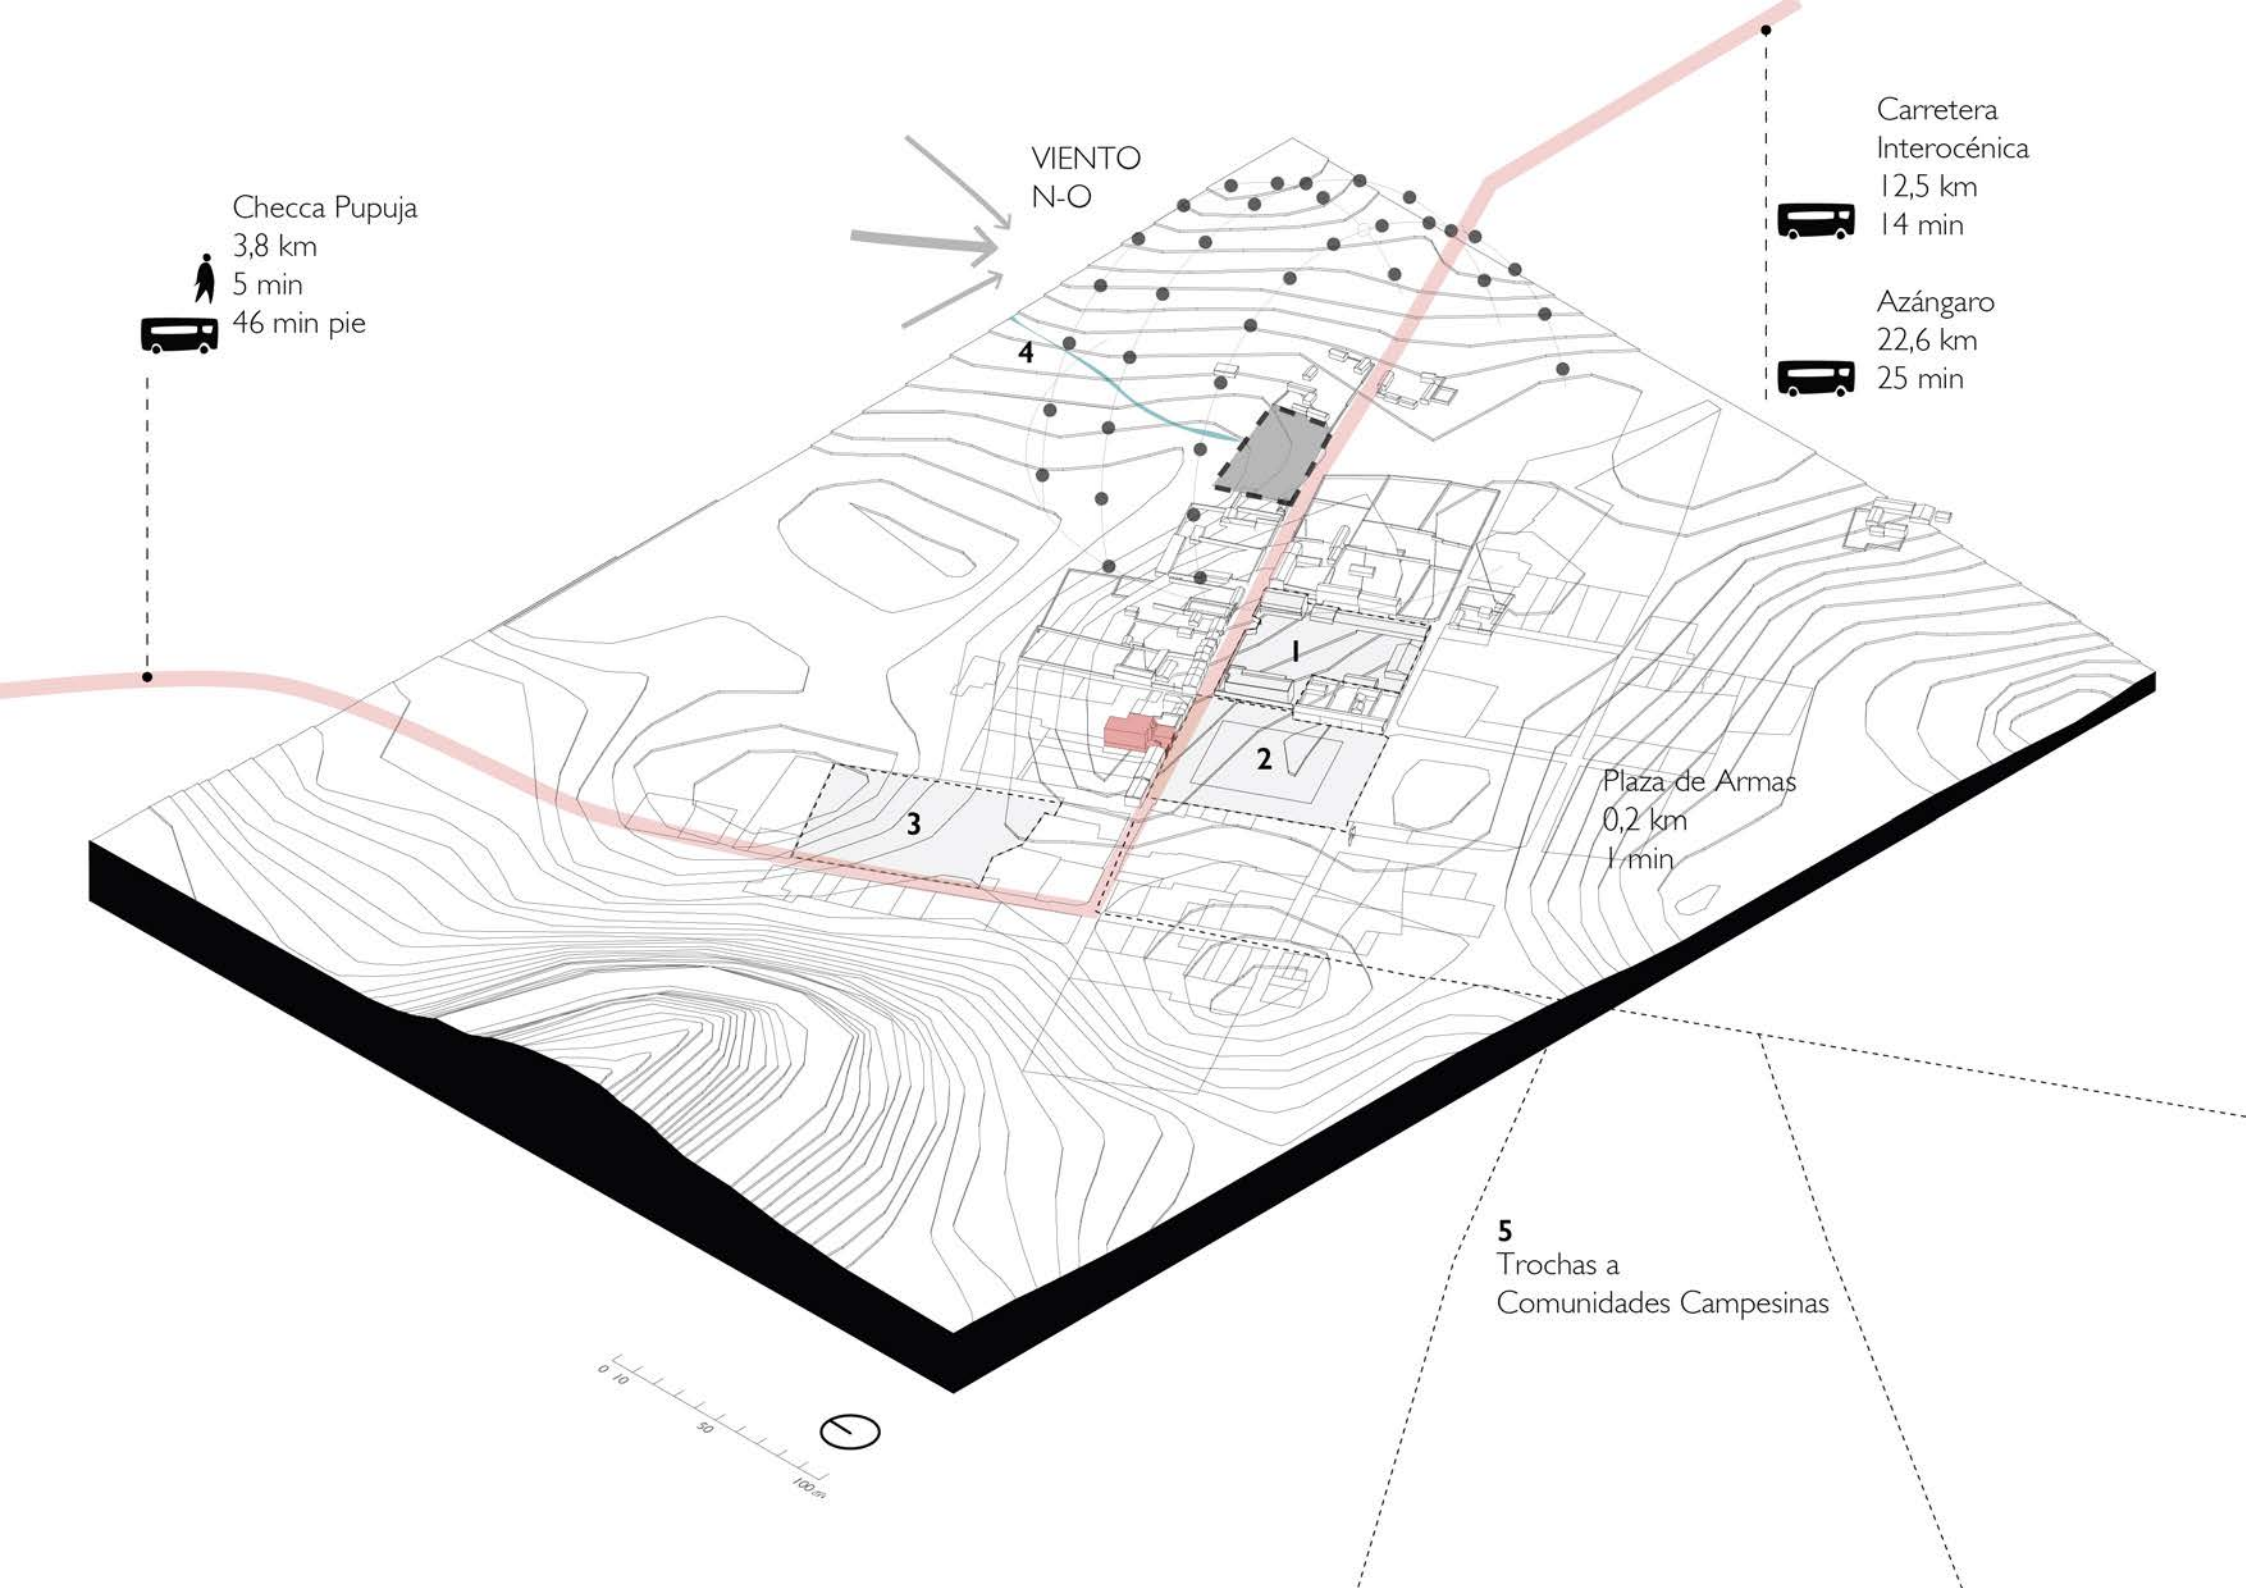 Carretera
Interocénica
12,5 km
14 min
VIENTO
N-O
Checca Pupuja
3,8 km
5 min
46 min pie
Azángaro
22,6 km
25 min
4
1
2
3
Plaza de Armas
0,2 km
1 min
5
Trochas a
Comunidades Campesinas
0 10
50
100m